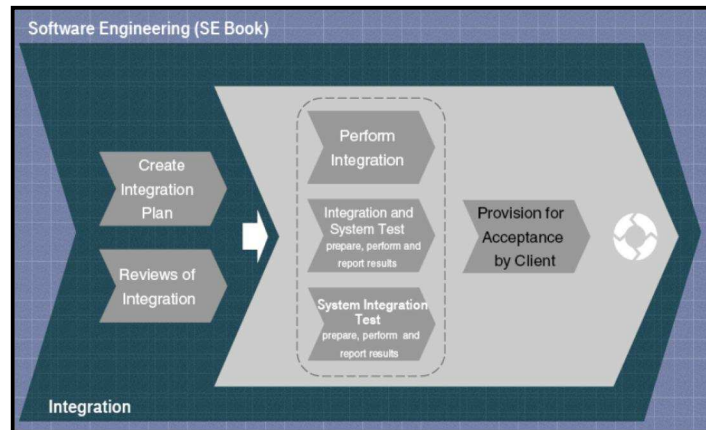 Software Engineering (SE Book)
Create
Integration
Plan
Reviews of
Integration
Perform
Integration
Integration and
System Test
prepare, perform and
report results
System Integration
Test
prepare, perform and
report results
Provision for
Acceptance
by Client
Integration